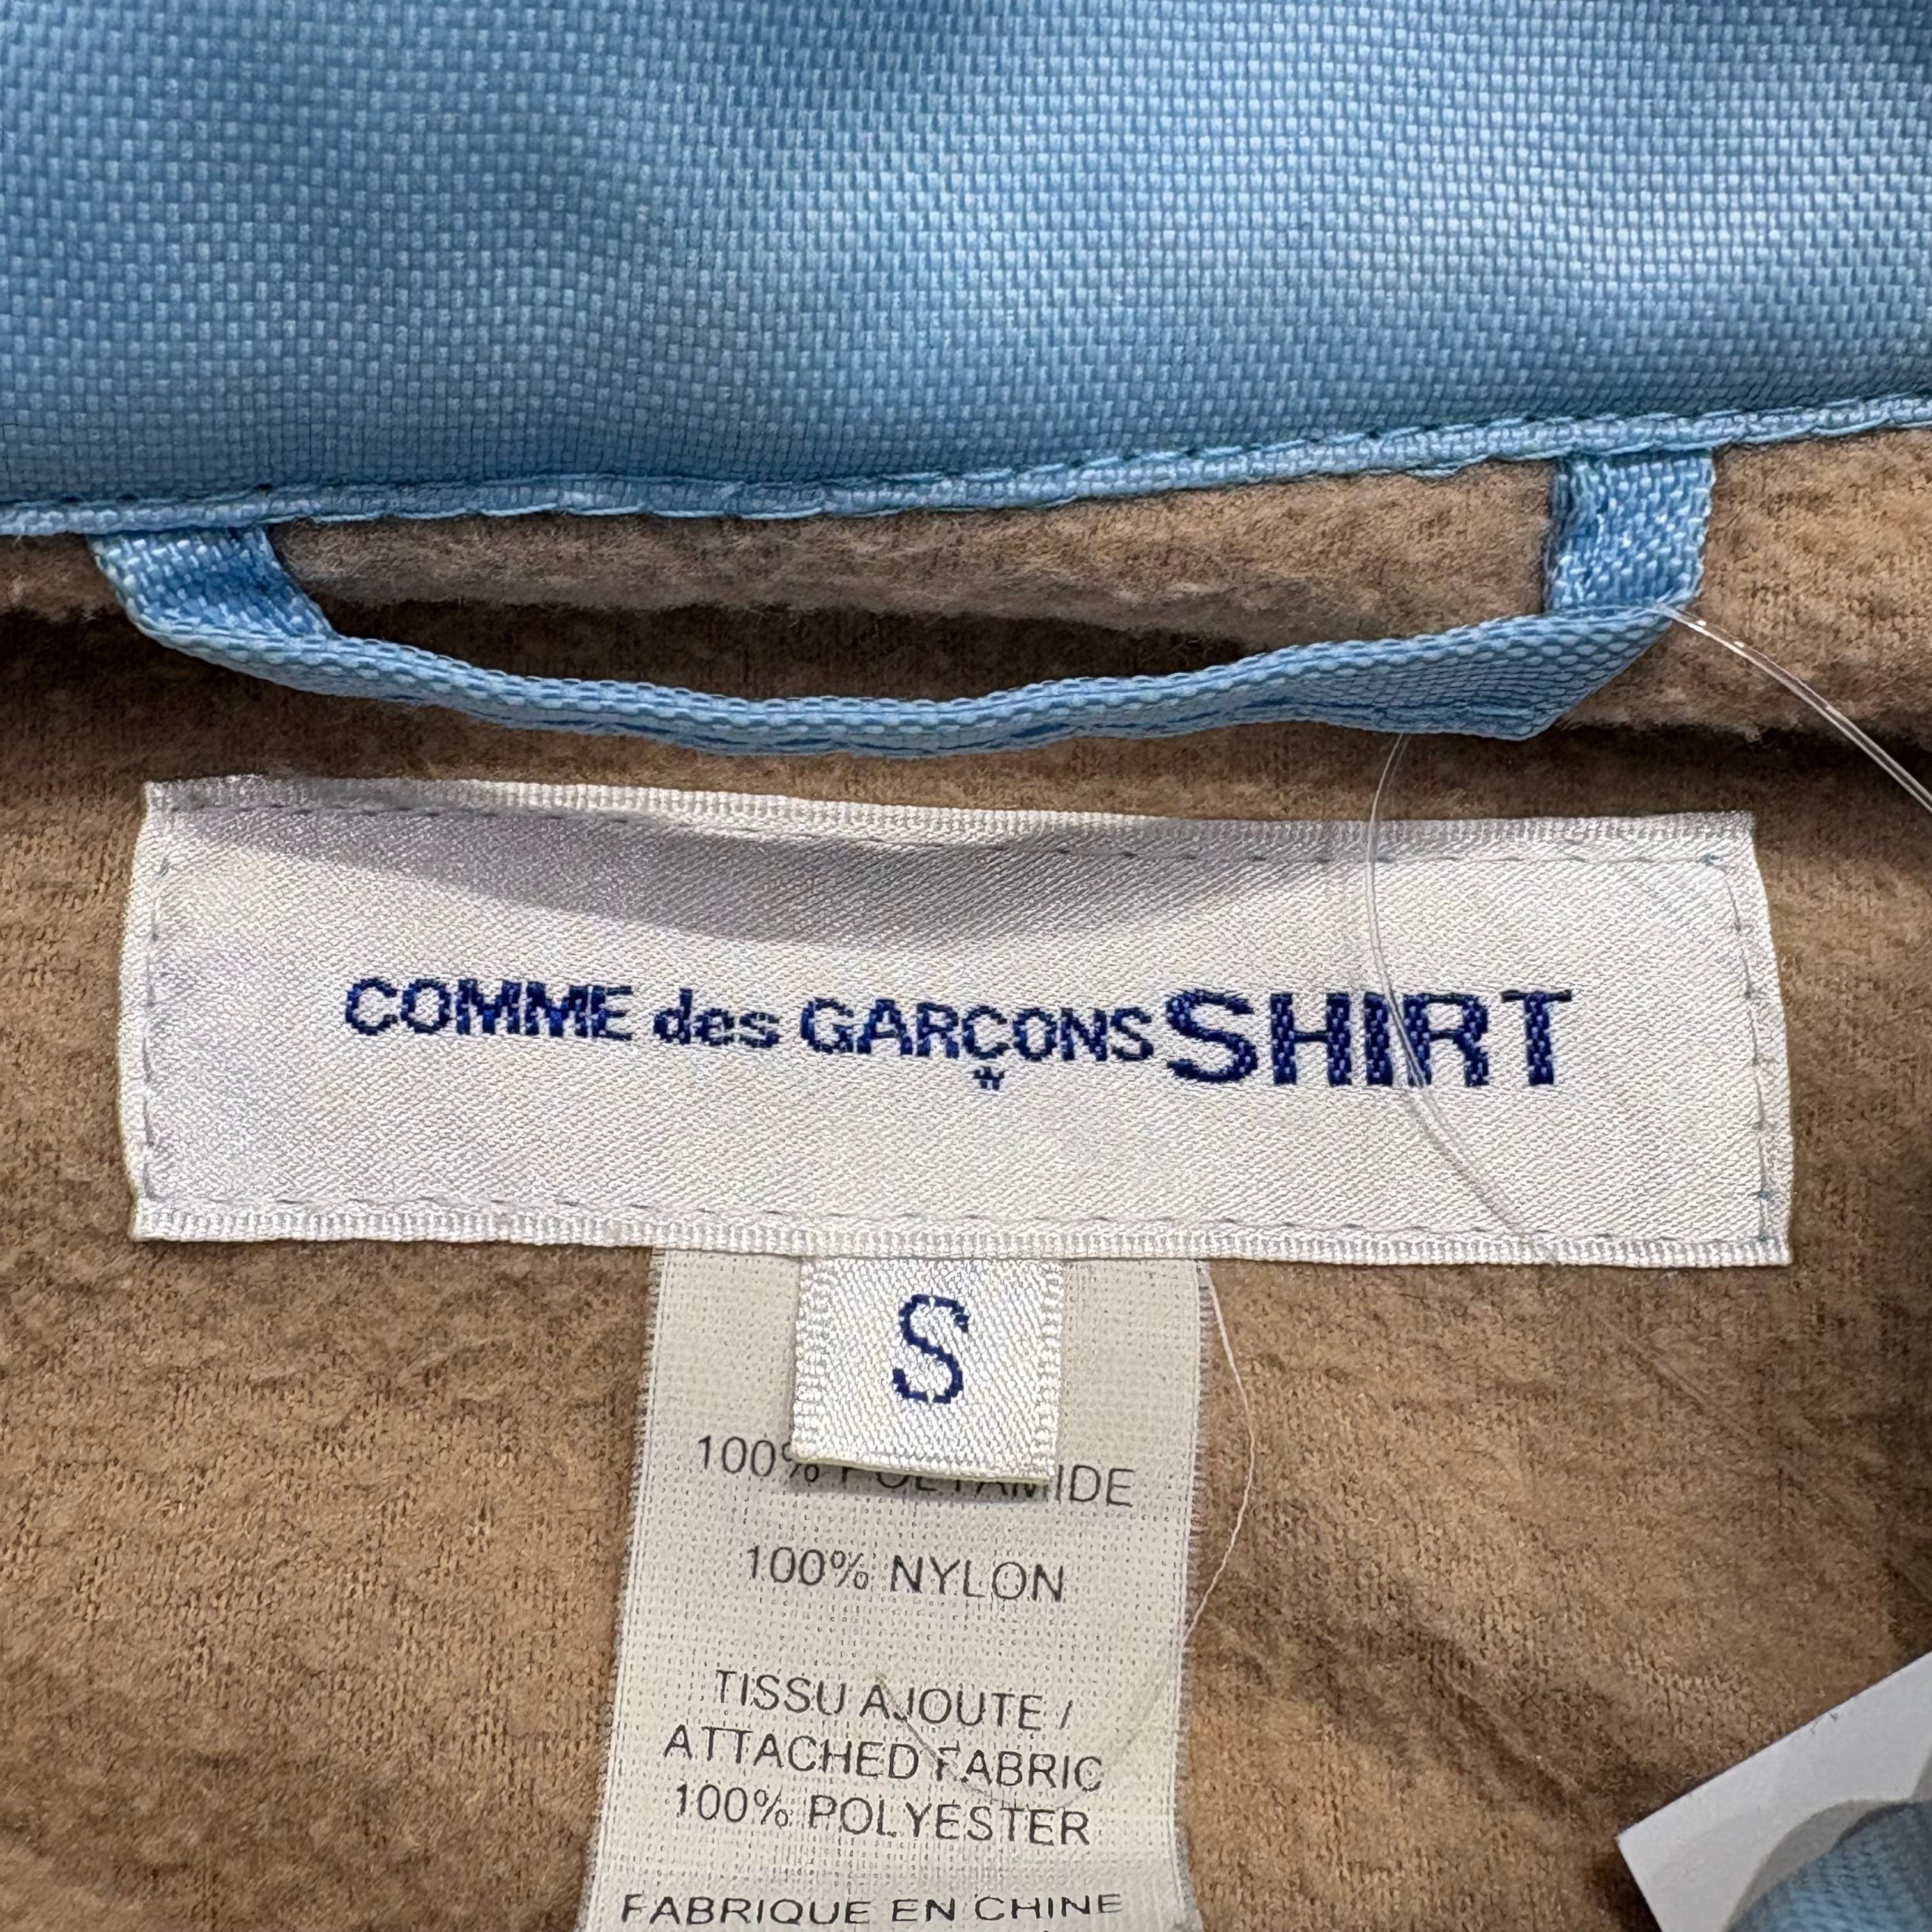 COMME des GARÇONS SHIRT
S
100% POLYAMIDE
100% NYLON
TISSU AJOUTE /
ATTACHED FABRIC
100% POLYESTER
FABRIQUE EN CHINE